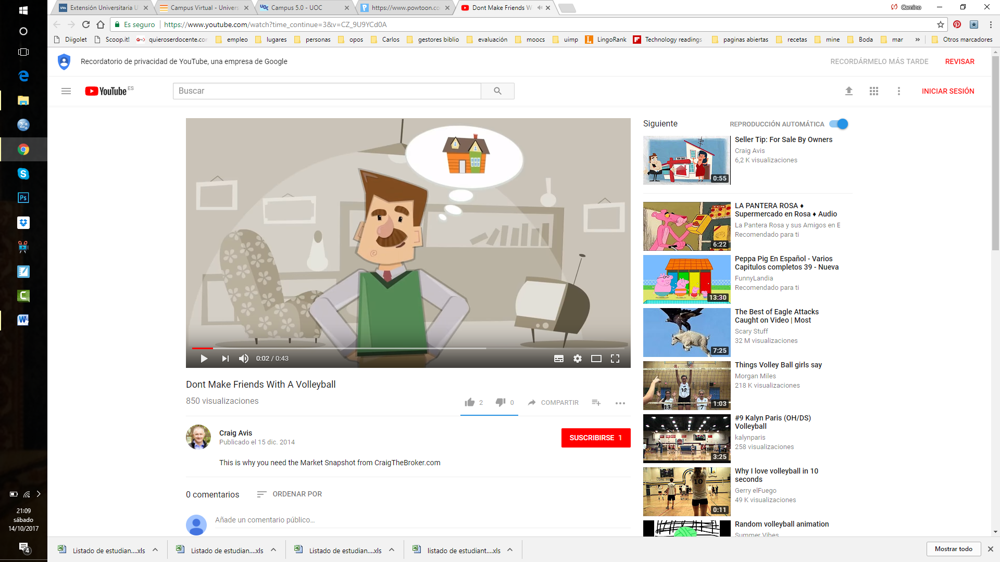 Extensión Universitaria U
Campus Virtual - Univers
UOC Campus 5.0 - UOC
https://www.powtoon.co
Dont Make Friends W
Camino
Es seguro
https://www.youtube.com/watch?time_continue=3&v=CZ_9U9YCd0A
Diigolet
Scoop.it!
quieroserdocente.co
empleo
lugares
personas
opos
Carlos
gestores biblio
evaluación
moocs
uimp
LingoRank
Technology readings
paginas abiertas
recetas
mine
Boda
mar
»
Otros marcadores
Recordatorio de privacidad de YouTube, una empresa de Google
RECORDÁRMELO MÁS TARDE
REVISAR
YouTube ES
Buscar
INICIAR SESIÓN
0:02 / 0:43
Dont Make Friends With A Volleyball
850 visualizaciones
2
0
COMPARTIR
Craig Avis
Publicado el 15 dic. 2014
SUSCRIBIRSE 1
This is why you need the Market Snapshot from CraigTheBroker.com
0 comentarios
ORDENAR POR
Añade un comentario público...
Siguiente
REPRODUCCIÓN AUTOMÁTICA
FOR SALE
0:55
Seller Tip: For Sale By Owners
Craig Avis
6,2 K visualizaciones
6:22
LA PANTERA ROSA ♦
Supermercado en Rosa ♦ Audio
La Pantera Rosa y sus Amigos en E
Recomendado para ti
13:30
Peppa Pig En Español - Varios
Capitulos completos 39 - Nueva
FunnyLandia
Recomendado para ti
7:25
The Best of Eagle Attacks
Caught on Video | Most
Scary Stuff
32 M visualizaciones
12
13
7
1:03
Things Volley Ball girls say
Morgan Miles
218 K visualizaciones
3:25
#9 Kalyn Paris (OH/DS)
Volleyball
kalynparis
258 visualizaciones
10
0:11
Why I love volleyball in 10
seconds
Gerry elFuego
49 K visualizaciones
Random volleyball animation
Summer Vibes
Ps
W
21:09
sábado
14/10/2017
4
Listado de estudian....xls
Listado de estudian....xls
Listado de estudian....xls
listado de estudiant....xls
Mostrar todo